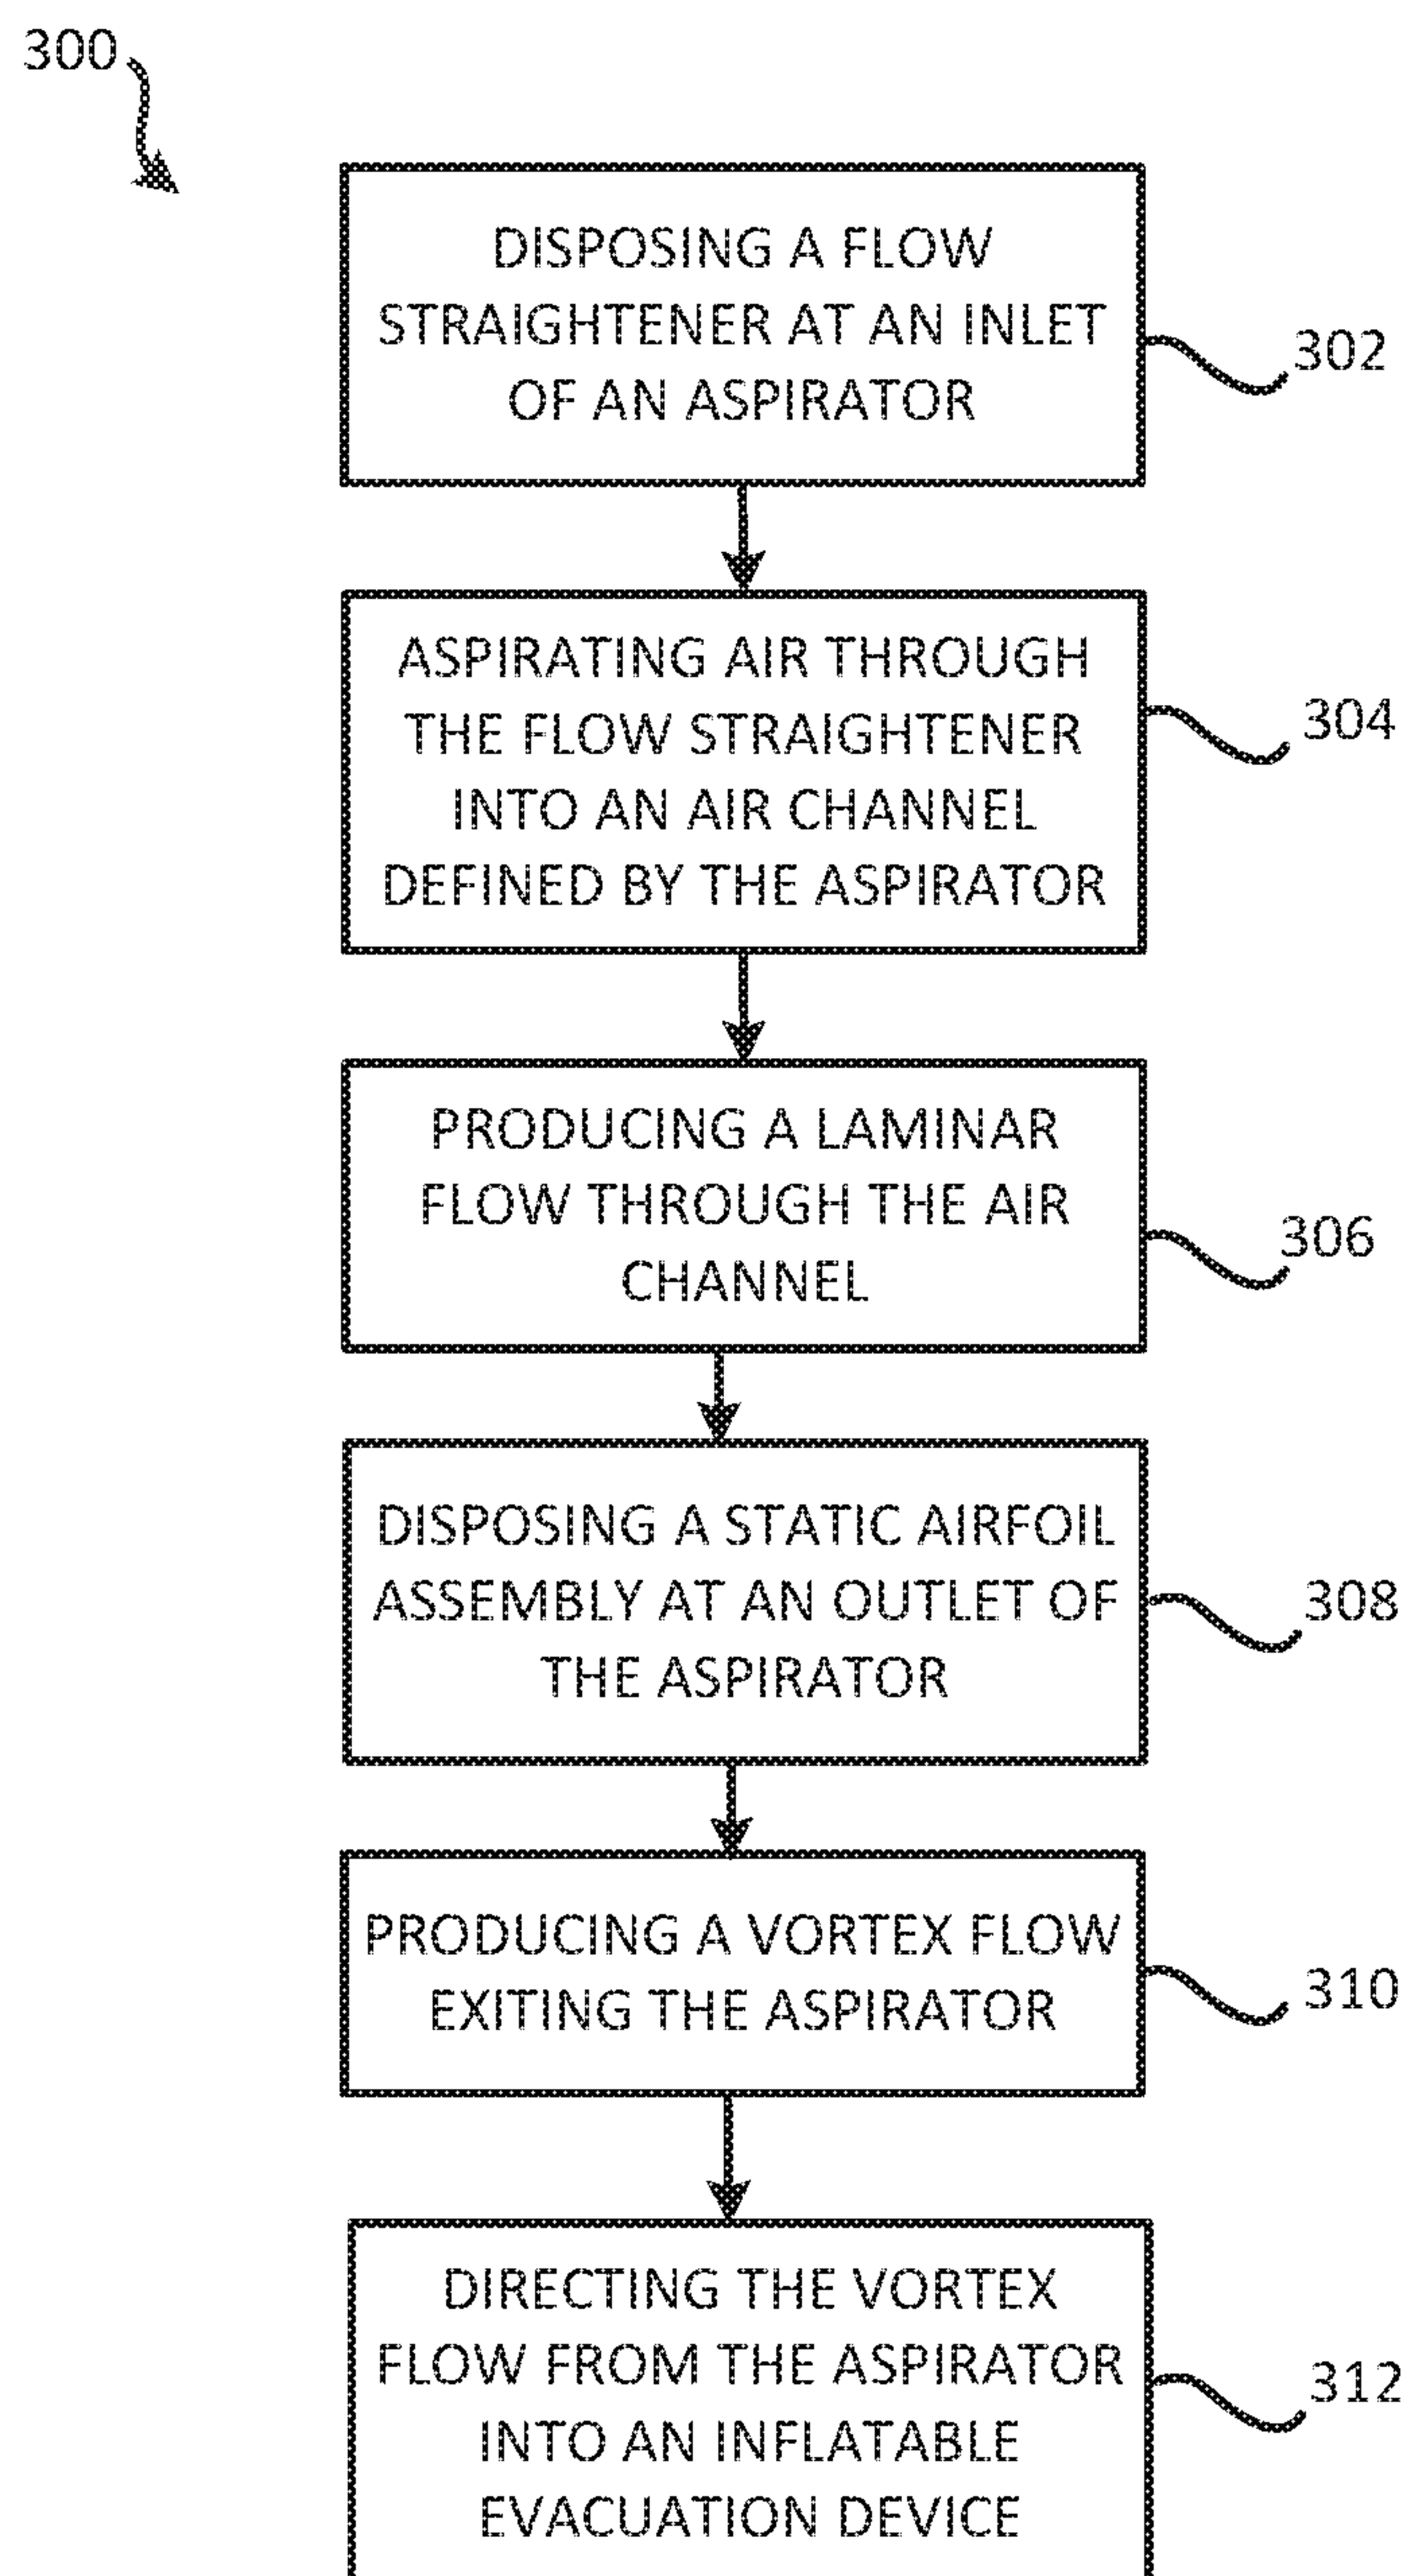 300
DISPOSING A FLOW
STRAIGHTENER AT AN INLET
OF AN ASPIRATOR
302
ASPIRATING AIR THROUGH
THE FLOW STRAIGHTENER
INTO AN AIR CHANNEL
DEFINED BY THE ASPIRATOR
304
PRODUCING A LAMINAR
FLOW THROUGH THE AIR
CHANNEL
306
DISPOSING A STATIC AIRFOIL
ASSEMBLY AT AN OUTLET OF
THE ASPIRATOR
308
PRODUCING A VORTEX FLOW
EXITING THE ASPIRATOR
310
DIRECTING THE VORTEX
FLOW FROM THE ASPIRATOR
INTO AN INFLATABLE
EVACUATION DEVICE
312